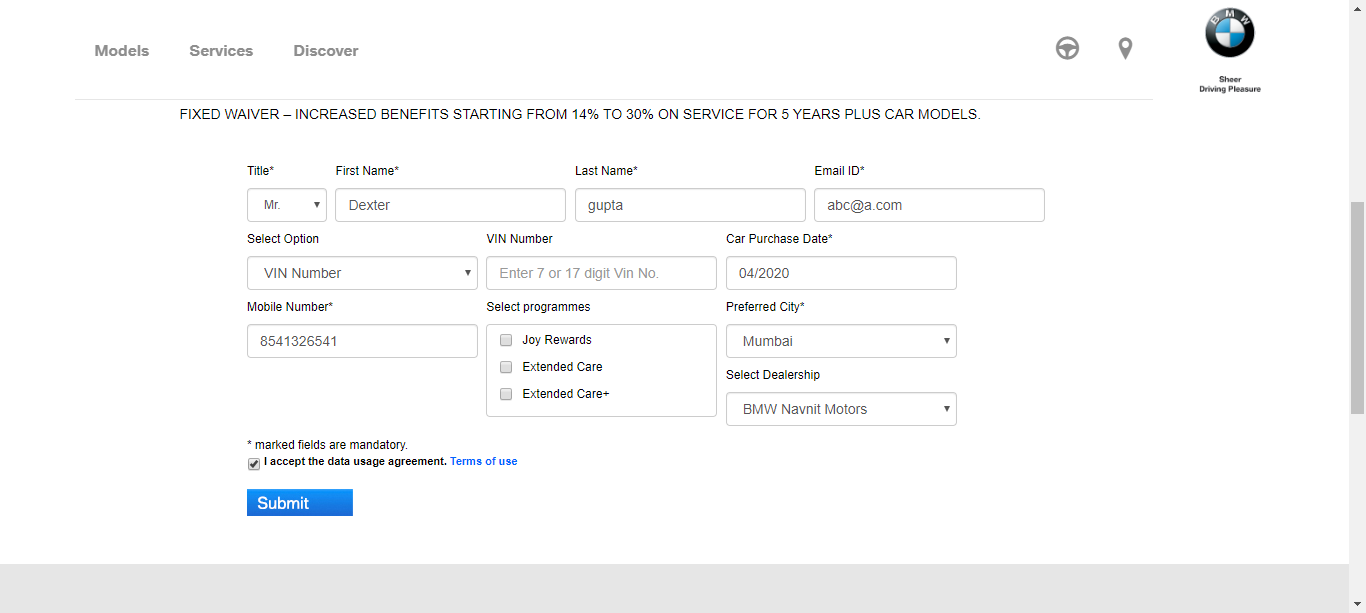 Models Services Discover
BMW
Sheer
Driving Pleasure
FIXED WAIVER – INCREASED BENEFITS STARTING FROM 14% TO 30% ON SERVICE FOR 5 YEARS PLUS CAR MODELS.
Title* First Name* Last Name* Email ID*
Mr. Dexter gupta abc@a.com
Select Option VIN Number Car Purchase Date*
VIN Number Enter 7 or 17 digit Vin No. 04/2020
Mobile Number* Select programmes Preferred City*
8541326541 Joy Rewards Mumbai
Extended Care
Select Dealership
Extended Care+
BMW Navnit Motors
* marked fields are mandatory.
I accept the data usage agreement. Terms of use
Submit